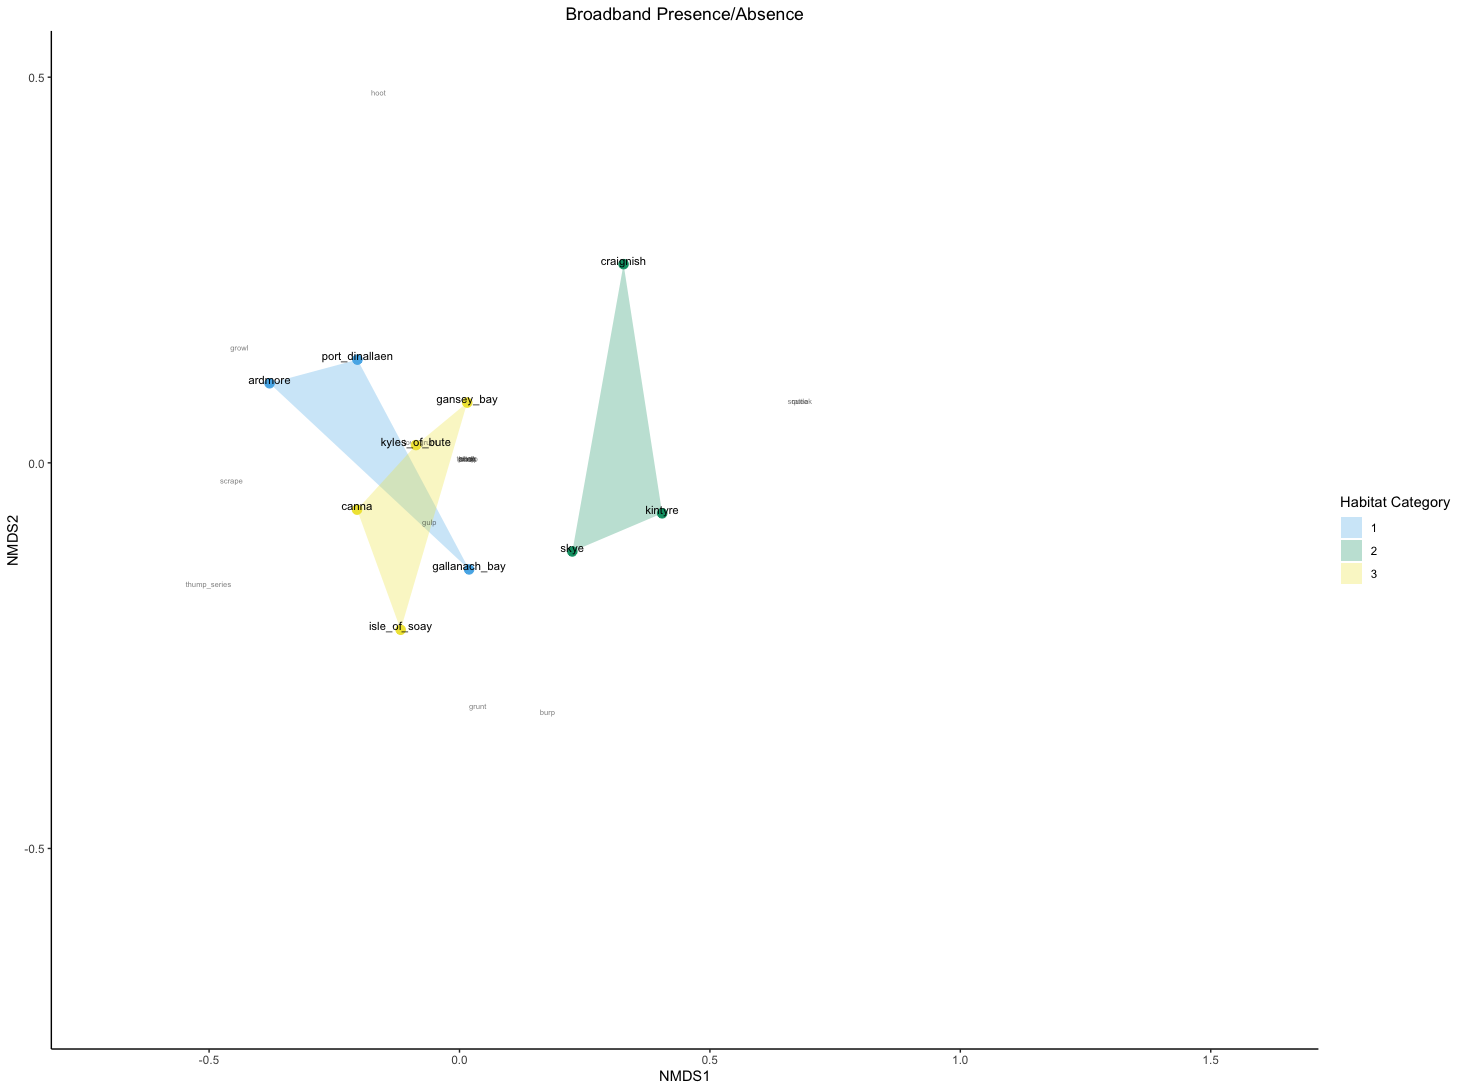 Broadband Presence/Absence
0.5
hoot
craignish
growl
port_dinallaen
ardmore
gansey_bay
kyles_of_bute
0.0
scrape
canna
kintyre
gulp
skye
gallanach_bay
thump_series
isle_of_soay
grunt
burp
-0.5
NMDS2
-0.5
0.0
0.5
1.0
1.5
NMDS1
Habitat Category
1
2
3